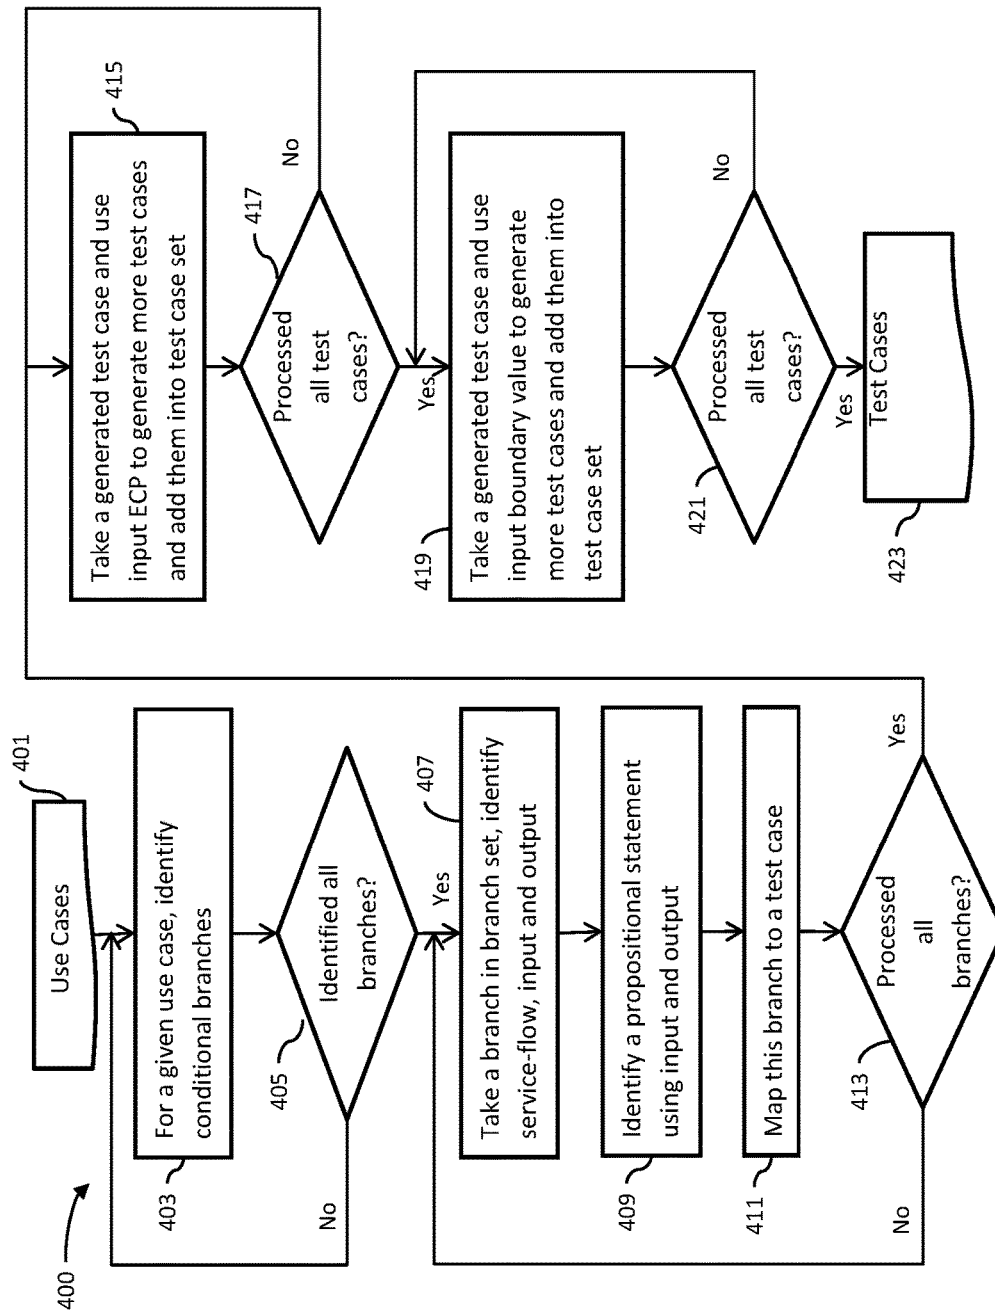 400
401
Use Cases
For a given use case, identify
conditional branches
403
405
Identified all
branches?
No
Yes
407
Take a branch in branch set, identify
service-flow, input and output
Identify a propositional statement
using input and output
409
Map this branch to a test case
411
Processed
all
branches?
413
No
Yes
415
Take a generated test case and use
input ECP to generate more test cases
and add them into test case set
417
Processed
all test
cases?
No
Yes
419
Take a generated test case and use
input boundary value to generate
more test cases and add them into
test case set
Processed
all test
cases?
421
No
Yes
Test Cases
423